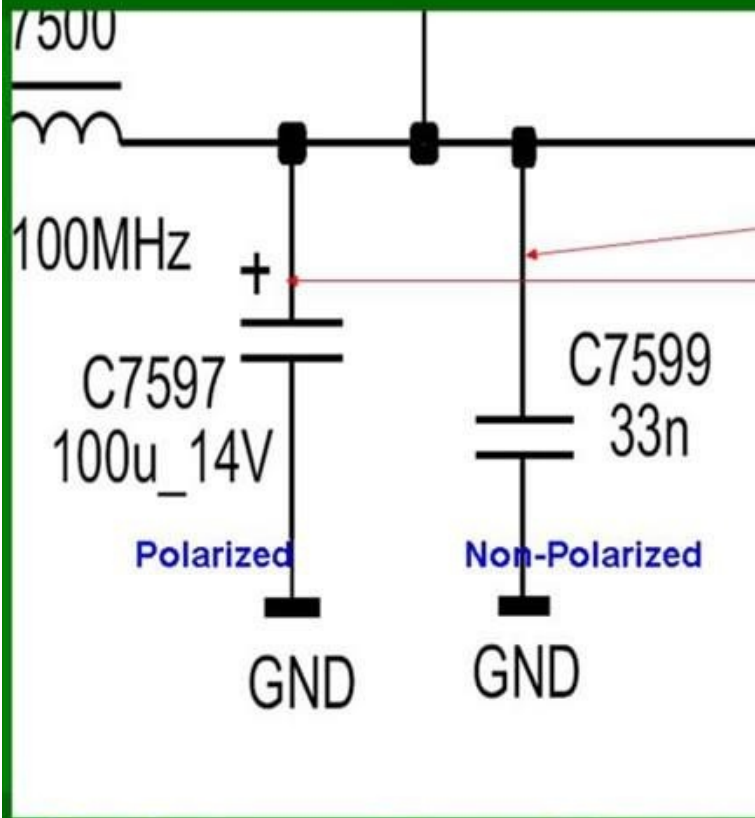 7500
100MHz
+
C7597
100u_14V
C7599
33n
Polarized
Non-Polarized
GND
GND